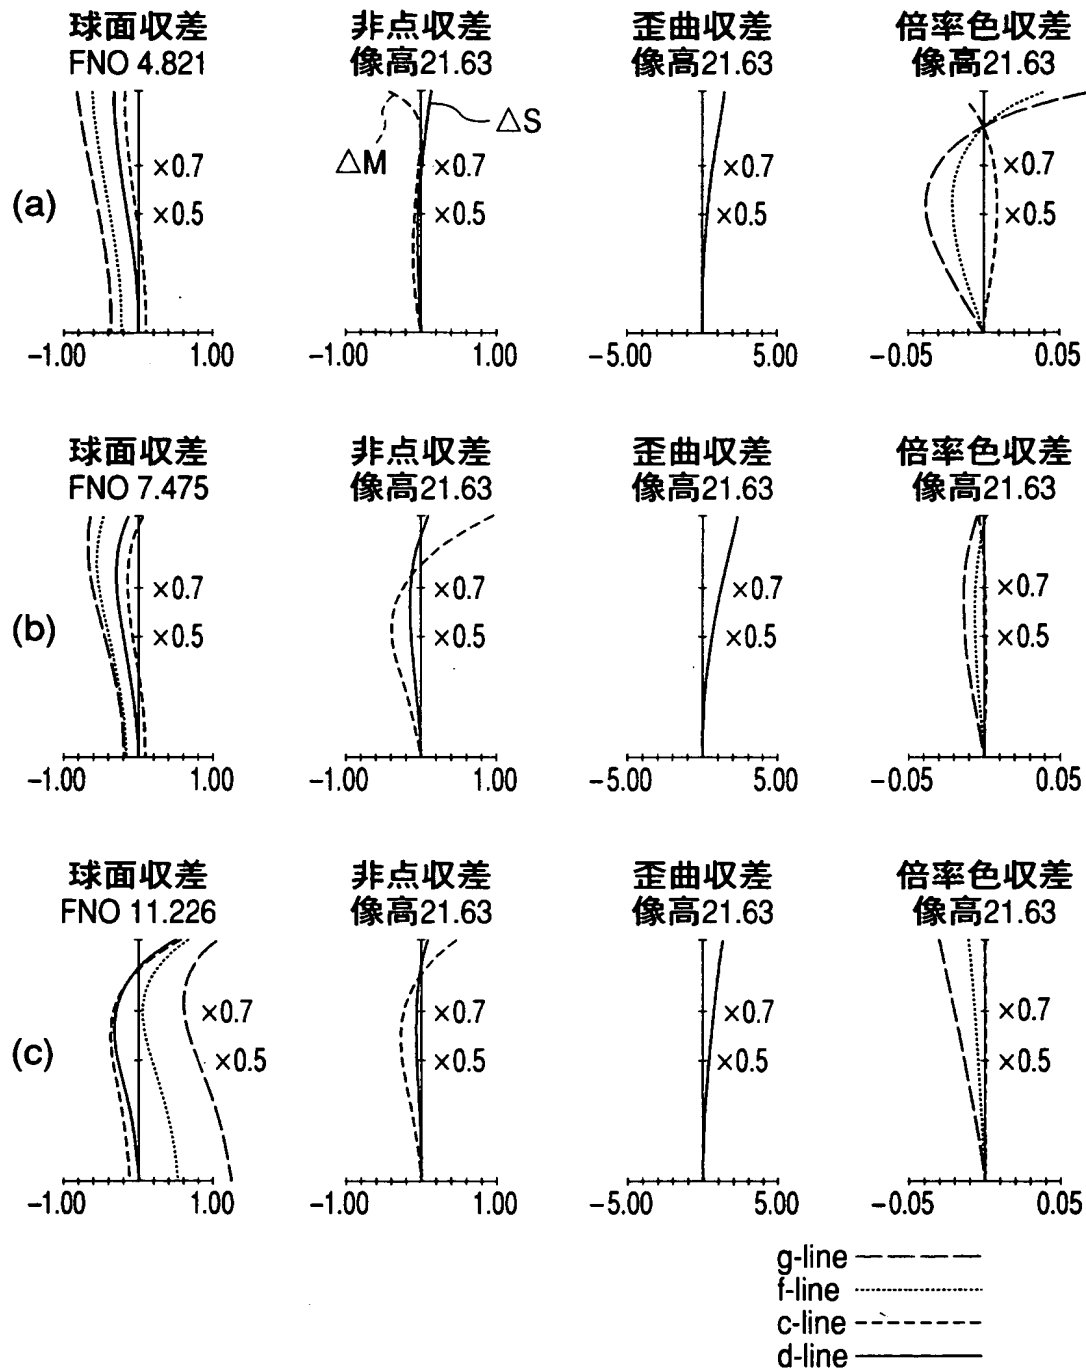 球面収差 非点収差 歪曲収差 倍率色収差
FNO 4.821 像高21.63 像高21.63 像高21.63
△S
△M
×0.7 ×0.7 ×0.7 ×0.7
(a)
×0.5 ×0.5 ×0.5 ×0.5
-1.00 1.00 -1.00 1.00 -5.00 5.00 -0.05 0.05
球面収差 非点収差 歪曲収差 倍率色収差
FNO 7.475 像高21.63 像高21.63 像高21.63
×0.7 ×0.7 ×0.7 ×0.7
(b)
×0.5 ×0.5 ×0.5 ×0.5
-1.00 1.00 -1.00 1.00 -5.00 5.00 -0.05 0.05
球面収差 非点収差 歪曲収差 倍率色収差
FNO 11.226 像高21.63 像高21.63 像高21.63
×0.7 ×0.7 ×0.7 ×0.7
(c)
×0.5 ×0.5 ×0.5 ×0.5
-1.00 1.00 -1.00 1.00 -5.00 5.00 -0.05 0.05
g-line
f-line
c-line
d-line